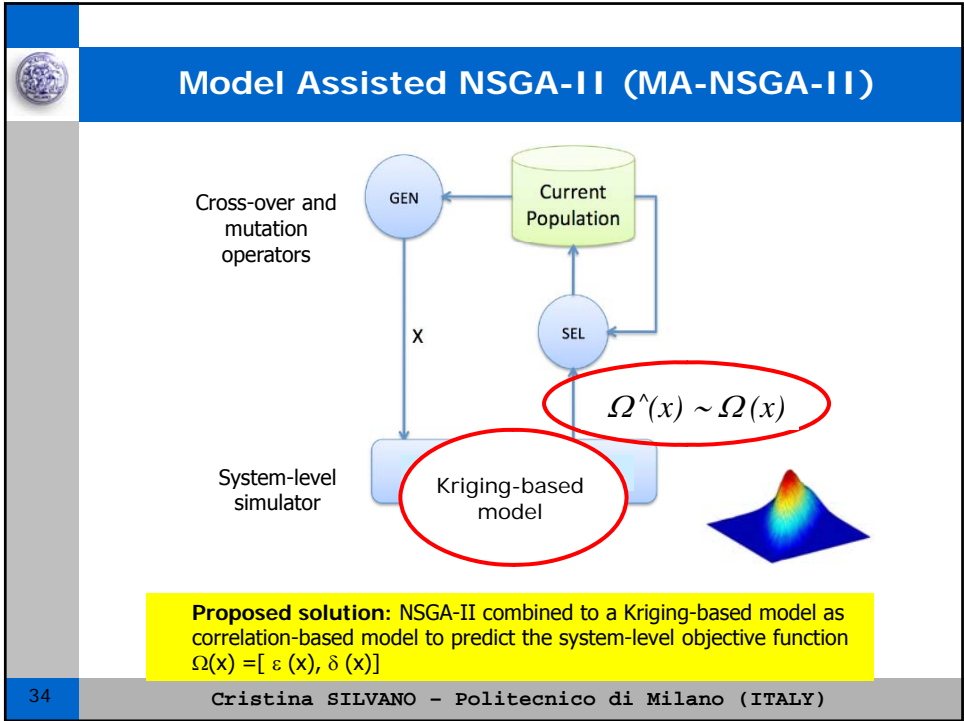 Model Assisted NSGA-II (MA-NSGA-II)
Cross-over and
mutation
operators
GEN
Current
Population
X
SEL
Ω^(x) ~ Ω(x)
System-level
simulator
Kriging-based
model
Proposed solution: NSGA-II combined to a Kriging-based model as
correlation-based model to predict the system-level objective function
Ω(x) =[ ε (x), δ (x)]
34
Cristina SILVANO – Politecnico di Milano (ITALY)